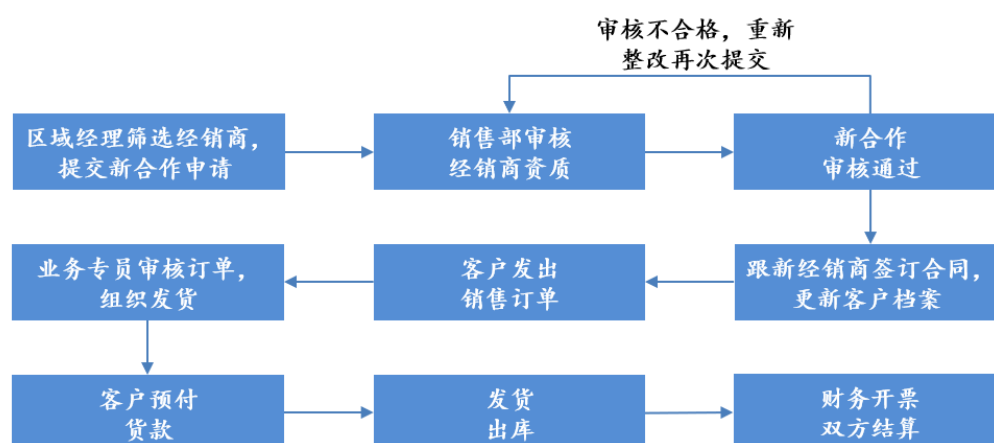 审核不合格，重新
整改再次提交
区域经理筛选经销商，
提交新合作申请
销售部审核
经销商资质
新合作
审核通过
跟新经销商签订合同，
更新客户档案
客户发出
销售订单
业务专员审核订单，
组织发货
客户预付
货款
发货
出库
财务开票
双方结算